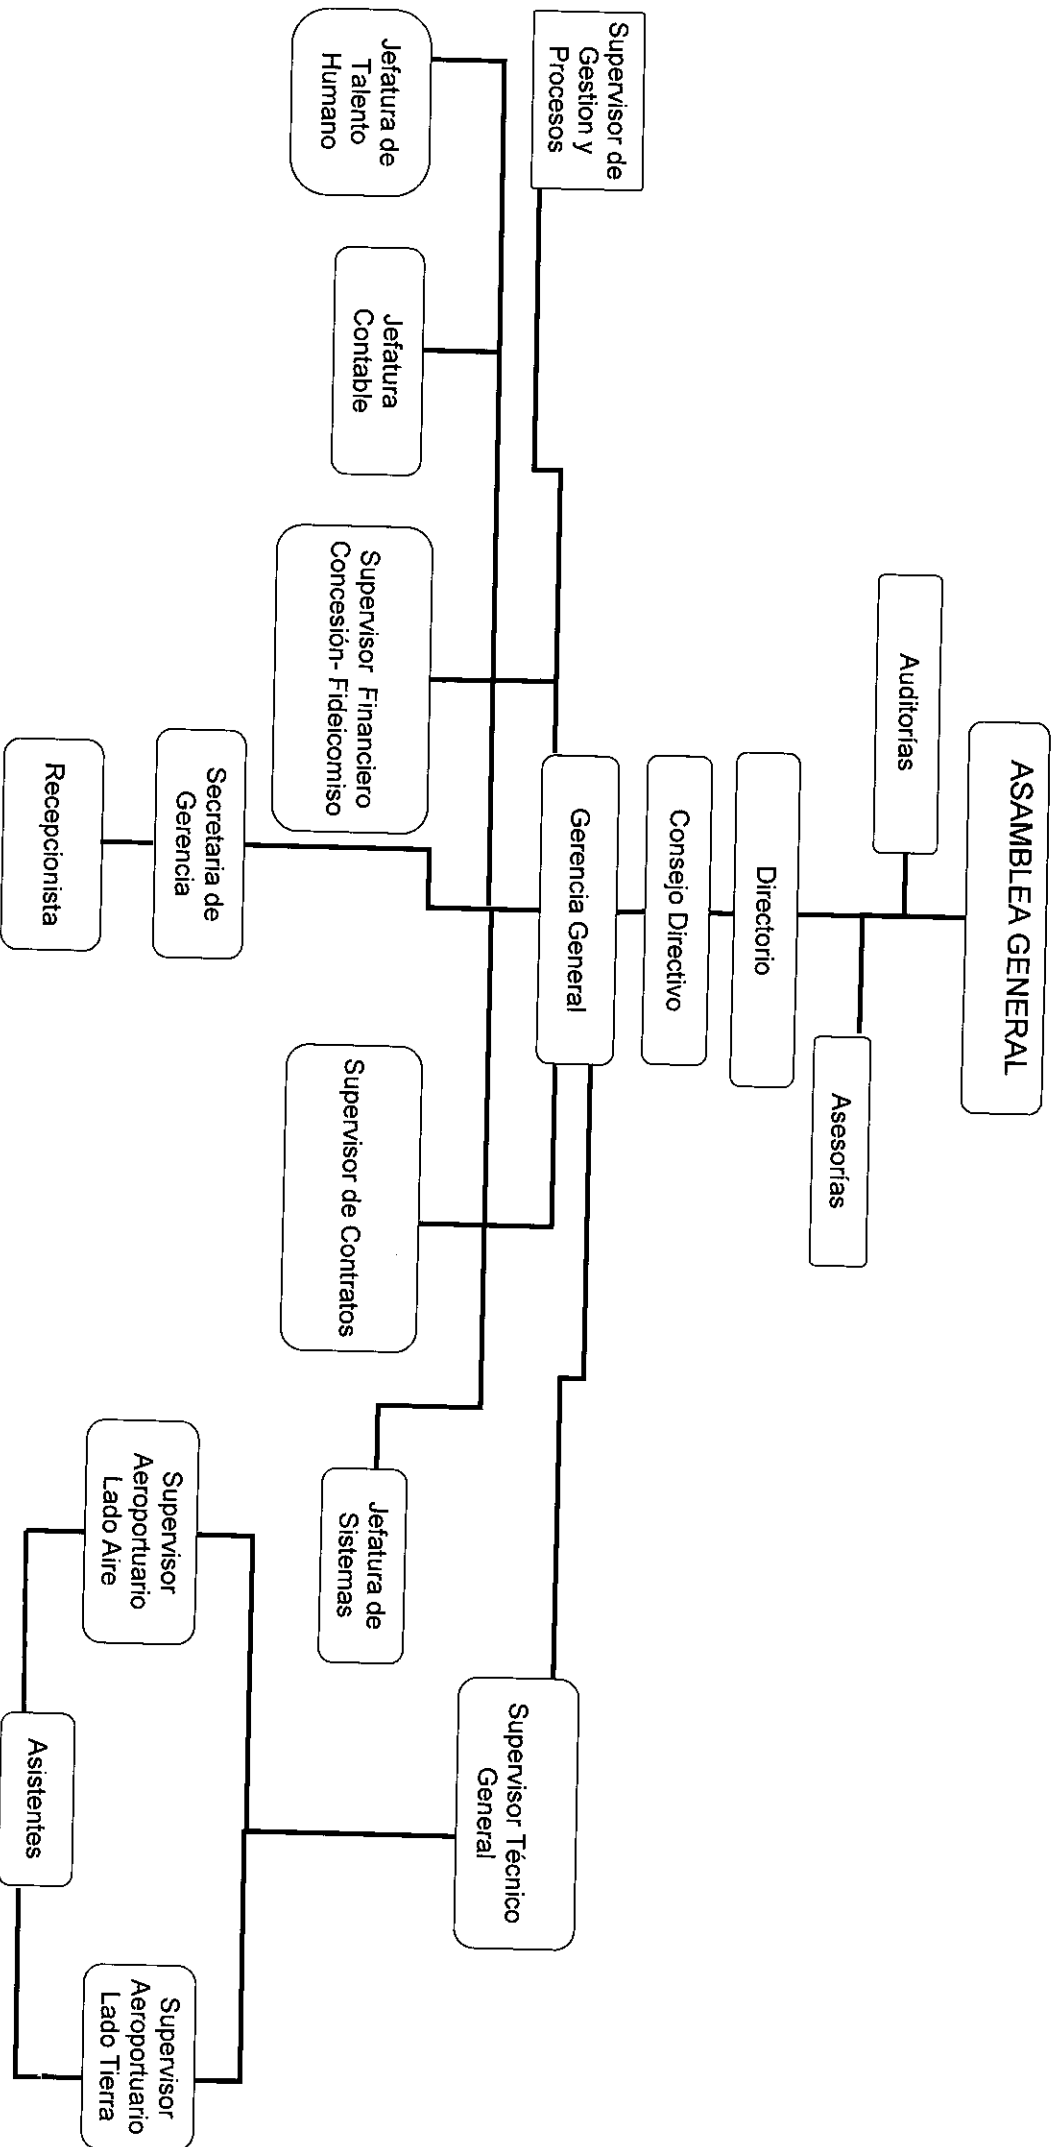 ASAMBLEA GENERAL
Auditorías
Asesorías
Directorio
Consejo Directivo
Gerencia General
Supervisor de
Gestion y
Procesos
Supervisor Técnico
General
Jefatura de
Talento
Humano
Jefatura
Contable
Supervisor Financiero
Concesión- Fideicomiso
Supervisor de Contratos
Jefatura de
Sistemas
Secretaria de
Gerencia
Recepcionista
Supervisor
Aeroportuario
Lado Aire
Supervisor
Aeroportuario
Lado Tierra
Asistentes